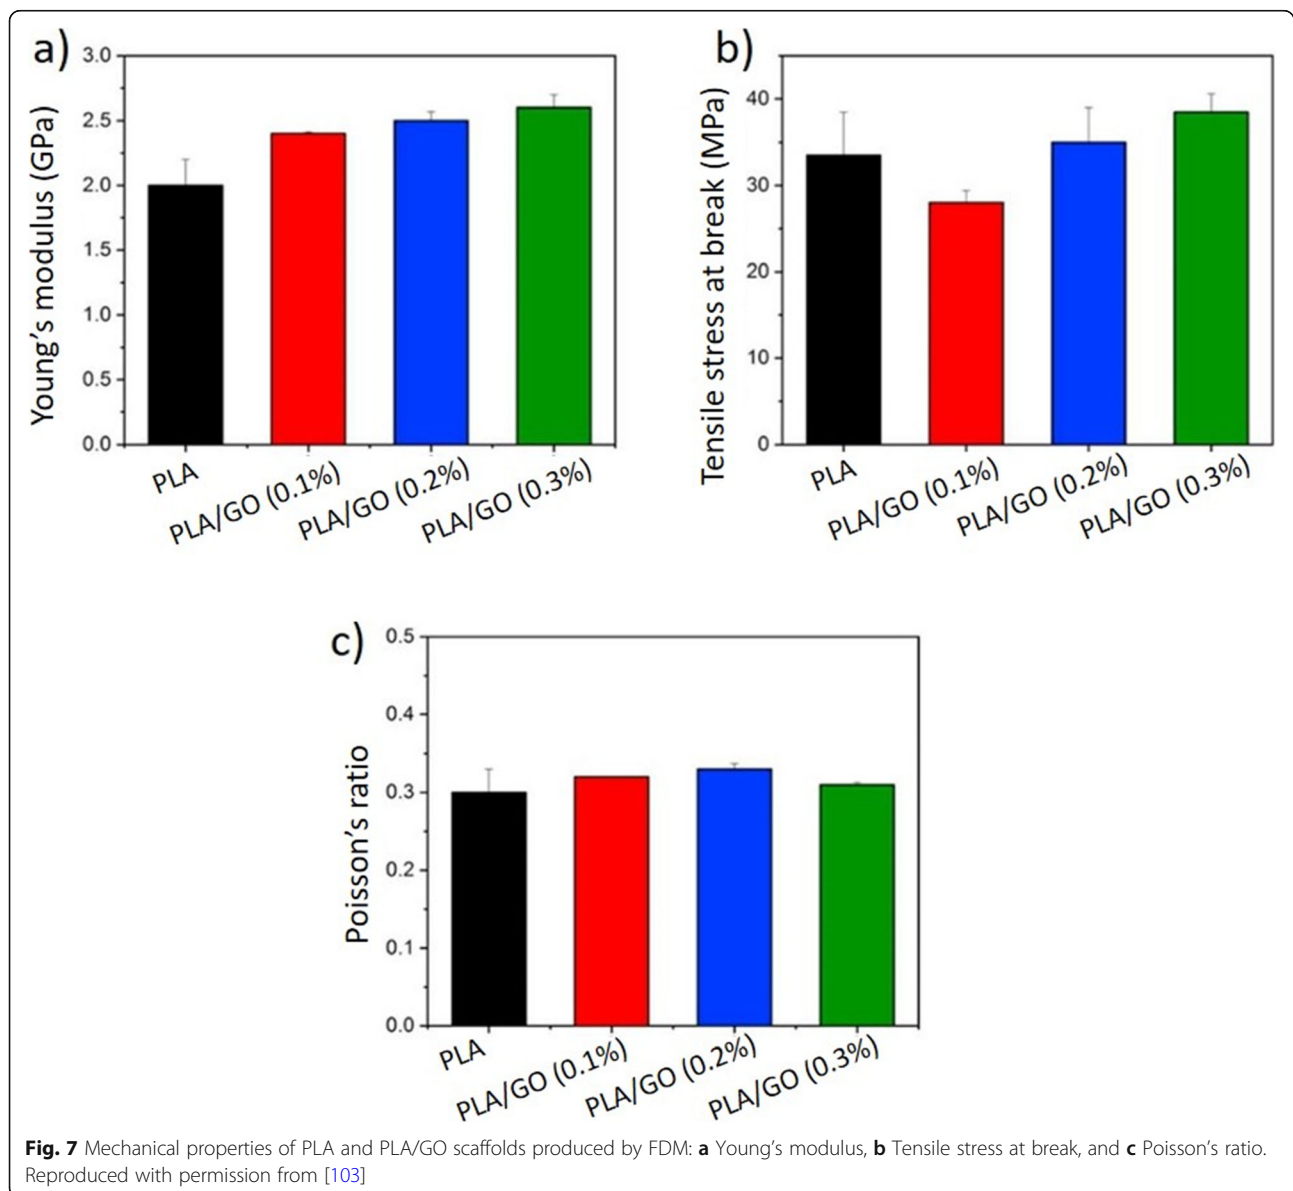 a)
Young's modulus (GPa)
3.0
2.5
2.0
1.5
1.0
0.5
0.0
PLA
PLA/GO (0.1%)
PLA/GO (0.2%)
PLA/GO (0.3%)
b)
Tensile stress at break (MPa)
40
30
20
10
0
PLA
PLA/GO (0.1%)
PLA/GO (0.2%)
PLA/GO (0.3%)
c)
Poisson's ratio
0.5
0.4
0.3
0.2
0.1
0.0
PLA
PLA/GO (0.1%)
PLA/GO (0.2%)
PLA/GO (0.3%)
Fig. 7 Mechanical properties of PLA and PLA/GO scaffolds produced by FDM: a Young's modulus, b Tensile stress at break, and c Poisson's ratio.
Reproduced with permission from [103]